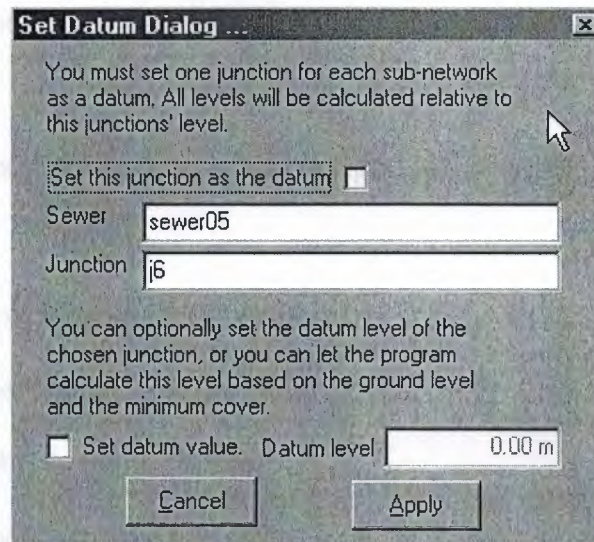 Set Datum Dialog ...
You must set one junction for each sub-network
as a datum. All levels will be calculated relative to
this junctions' level.
Set this junction as the datum
Sewer sewer05
Junction j6
You can optionally set the datum level of the
chosen junction, or you can let the program
calculate this level based on the ground level
and the minimum cover.
Set datum value. Datum level 0.00 m
Cancel Apply